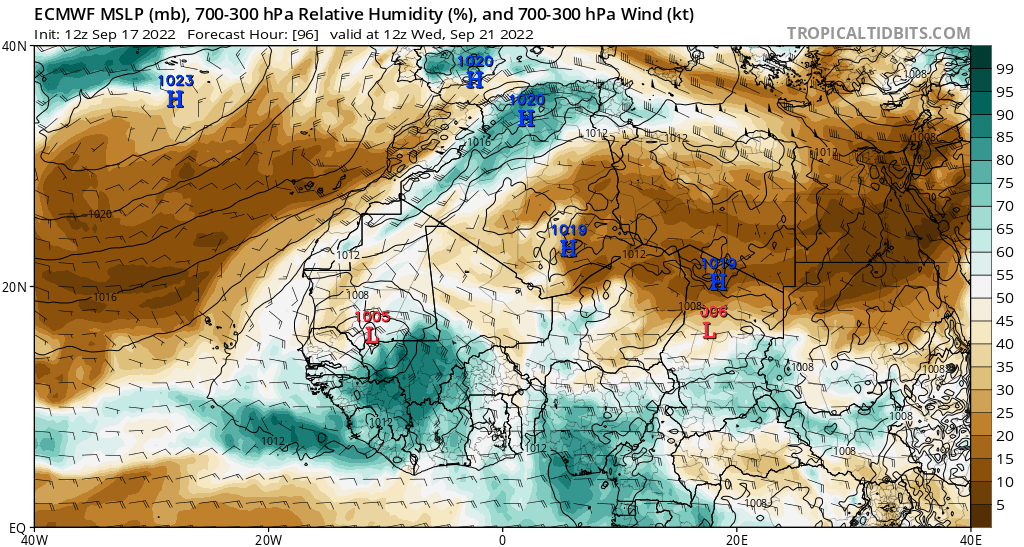 ECMWF MSLP (mb), 700-300 hPa Relative Humidity (%), and 700-300 hPa Wind (kt)
Init: 12z Sep 17 2022 Forecast Hour: [96] valid at 12z Wed, Sep 21 2022 TROPICALTIDBITS.COM
40N
1020
H
1023
H
1008
99
1020
H
95
90
1012
1012
1008
1016
1012
85
80
75
1020
70
1019
H
65
1012
1012
1019
H
60
55
20N
1016
1008
1008
50
1005
L
L
45
40
1008
1008
35
30
1012
1008
25
1012
1012
1008
20
15
10
1008
5
EQ
40W
20W
0
20E
40E